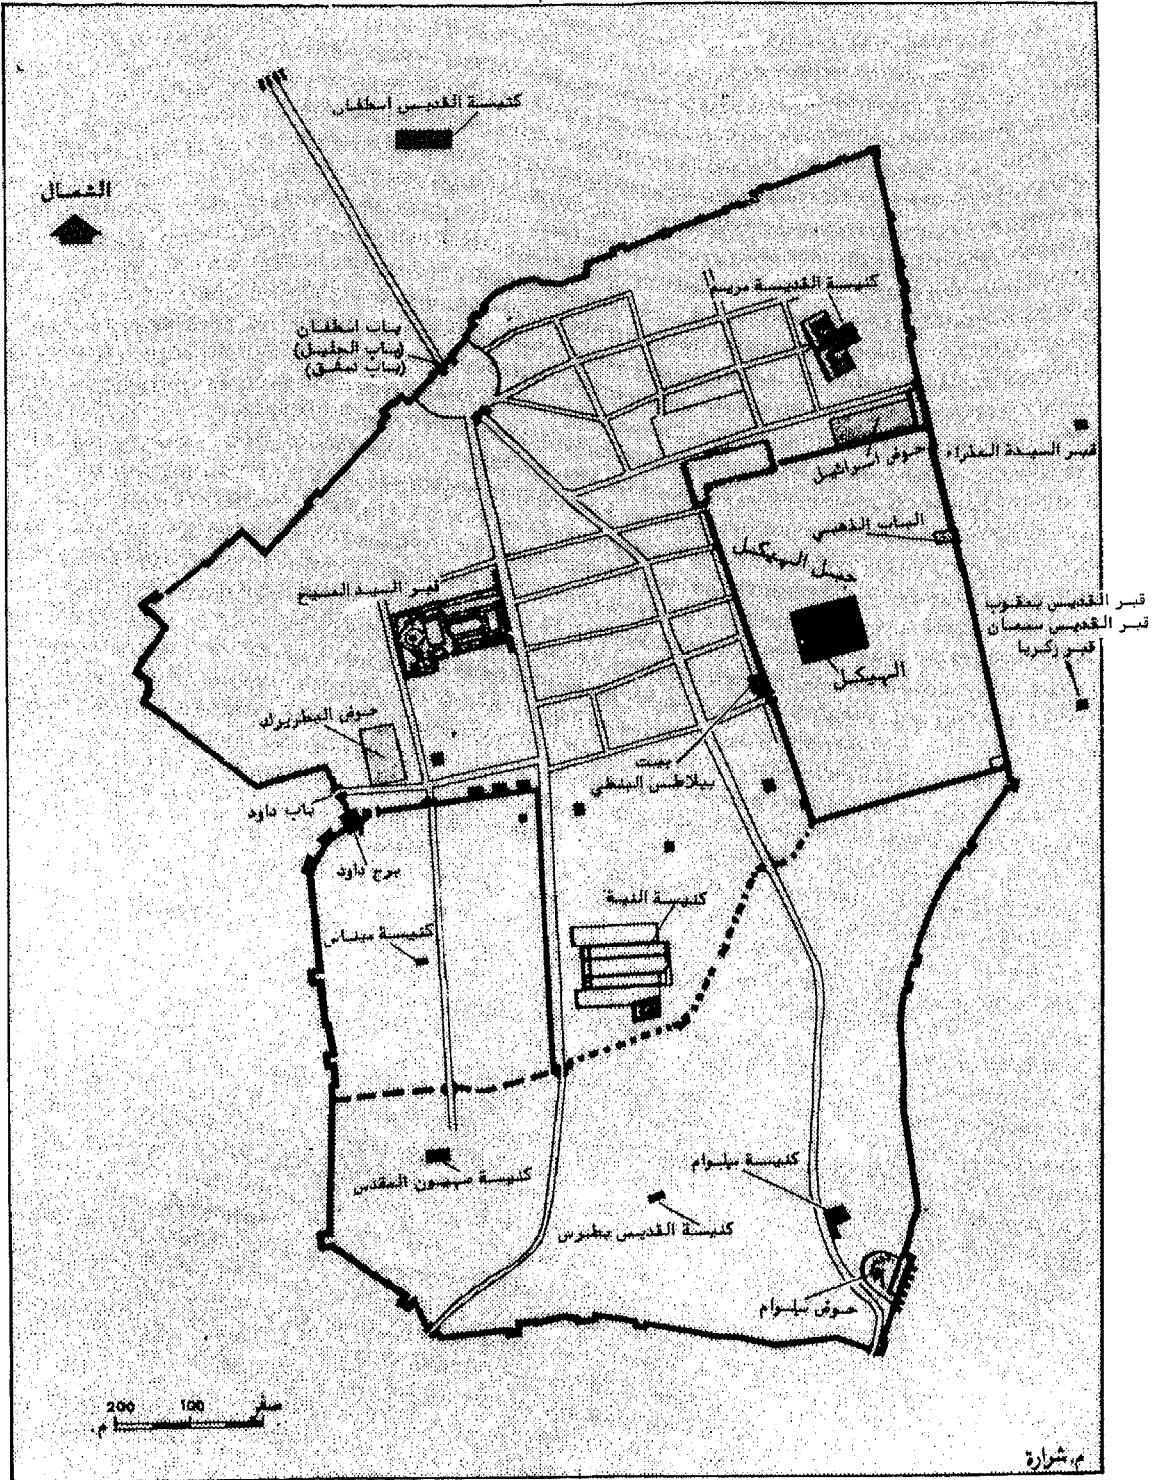 كنيسة القديس اسطفان
الشمال
كنيسة القديسة مريم
باب اسطفان
(باب الجليل)
(باب دمشق)
قبر السيدة العذراء
حوض اسرائيل
الباب الذهبي
جبل الهيكل
قبر السيد المسيح
قبر القديس يعقوب
قبر القديس سمعان
قبر زكريا
الهيكل
حوض البطريرك
بيت
بيلاطس البنطي
باب داود
برج داود
كنيسة النية
كنيسة ميناس
كنيسة سيلوام
كنيسة صهيون المقدس
كنيسة القديس بطرس
حوض سيلوام
صفر 100 200
م.
م. شرارة